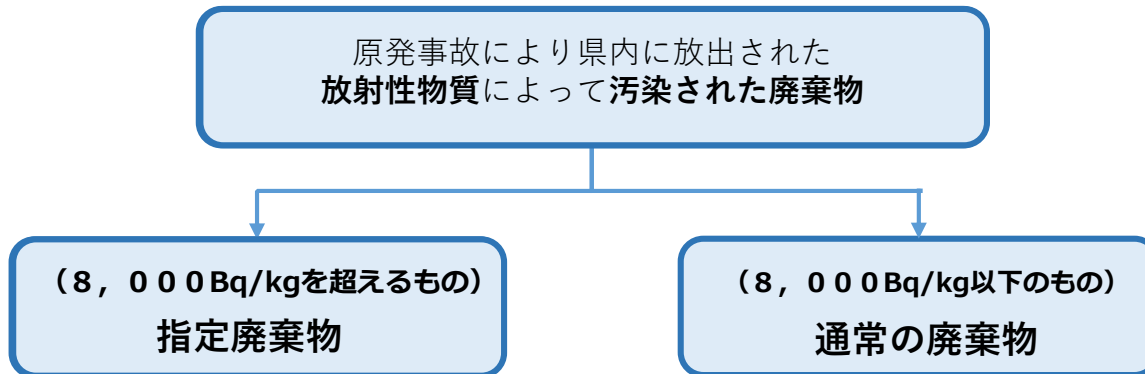 原発事故により県内に放出された
放射性物質によって汚染された廃棄物
（８，０００Bq/kgを超えるもの）
指定廃棄物
（８，０００Bq/kg以下のもの）
通常の廃棄物